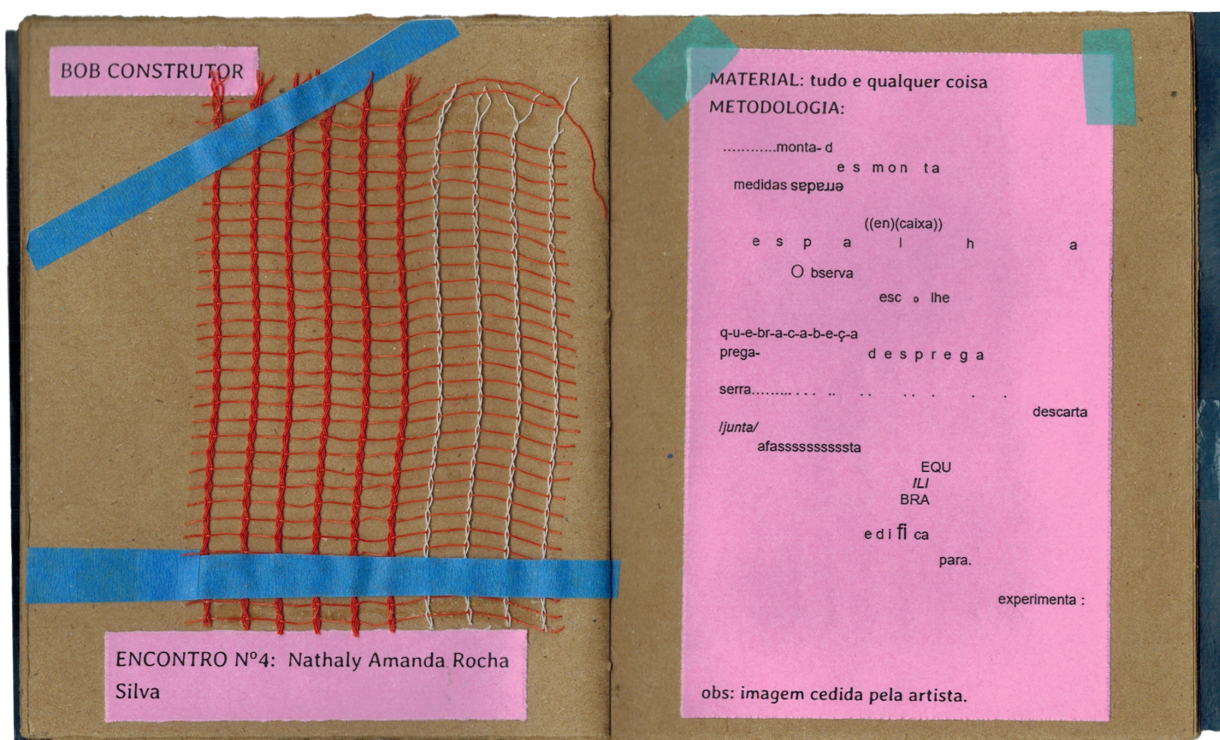 BOB CONSTRUTOR
ENCONTRO Nº4: Nathaly Amanda Rocha
Silva
MATERIAL: tudo e qualquer coisa
METODOLOGIA:
............monta- d
e s mon ta
medidas erradas
((en)(caixa))
e s p a l h a
O bserva
esc o lhe
q-u-e-br-a-c-a-b-e-ç-a
prega- d e s p r e g a
serra......... . . . .. . . . . . . .
descarta
/junta/
afasssssssssssta
EQU
ILI
BRA
e d i fi ca
para.
experimenta :
obs: imagem cedida pela artista.